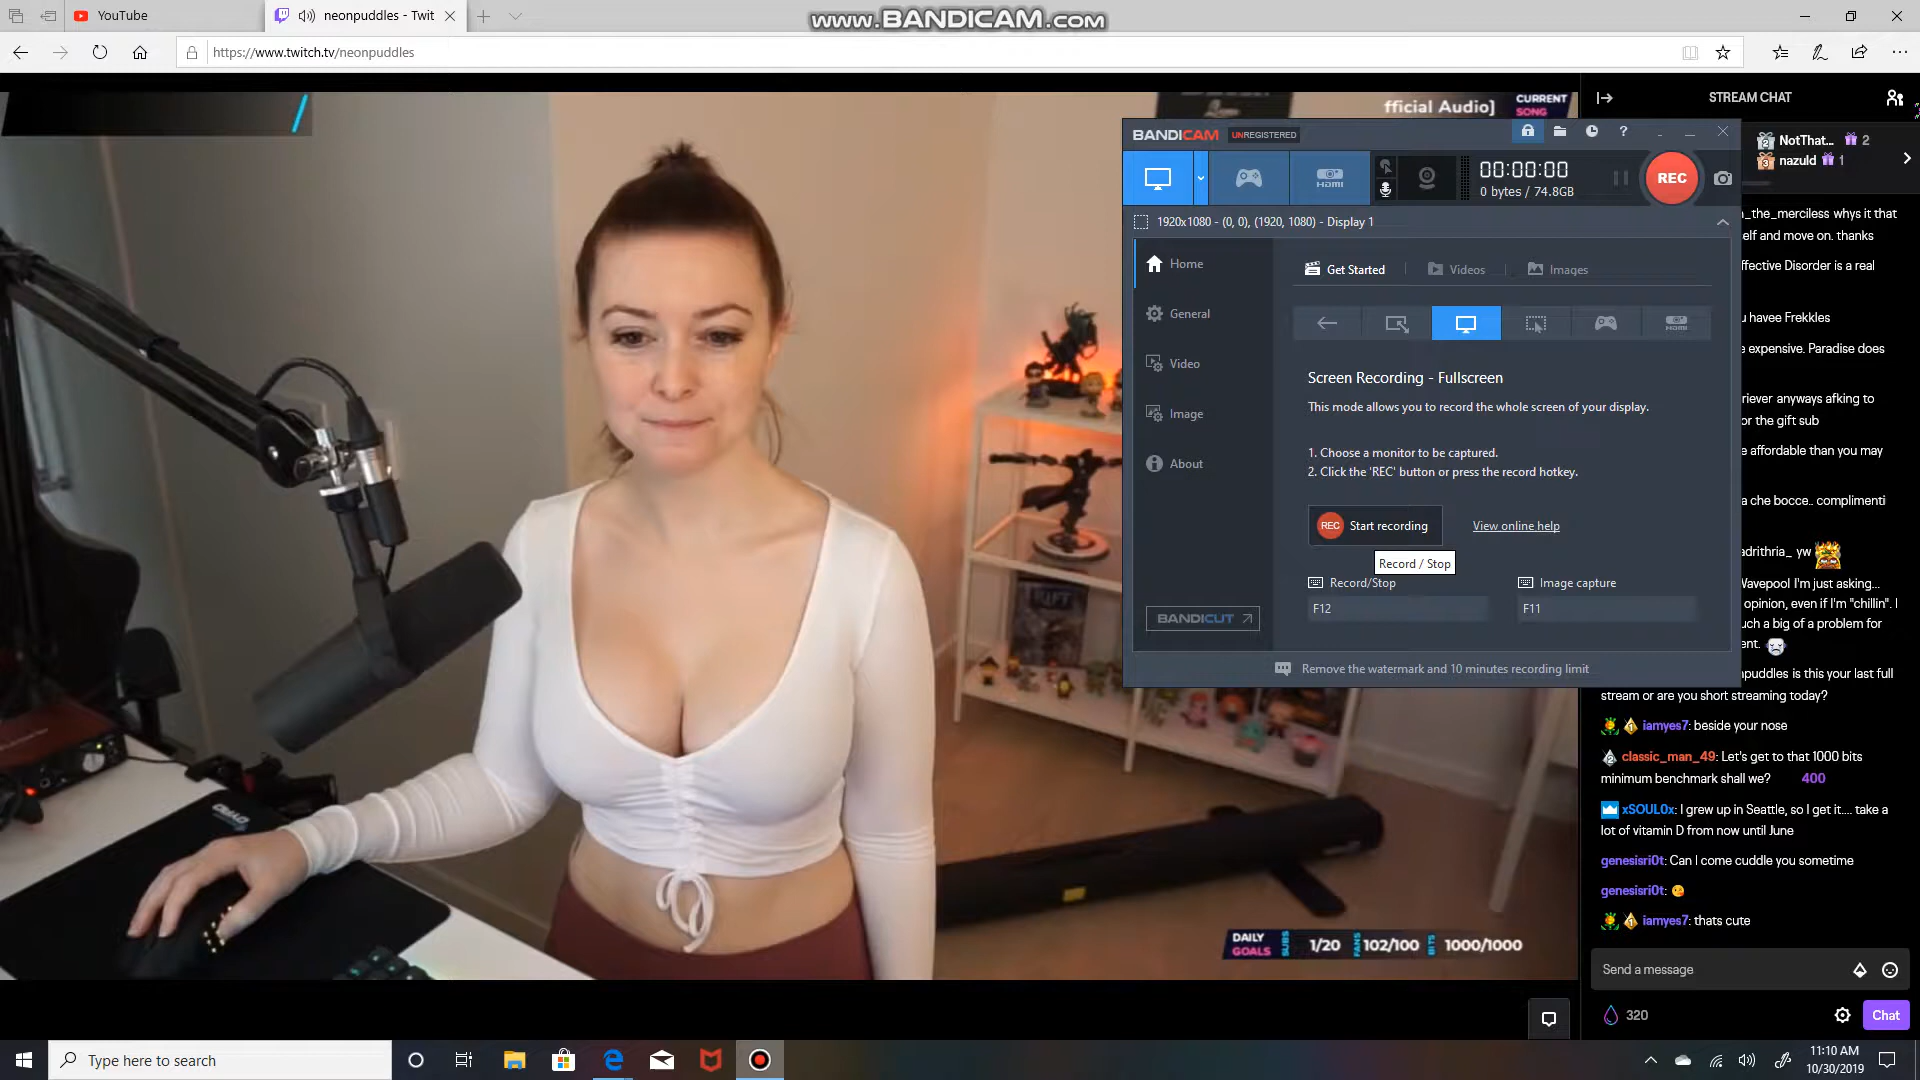 YouTube
neonpuddles - Twit
www.BANDICAM.com
https://www.twitch.tv/neonpuddles
fficial Audio]
CURRENT
SONG
BANDICAM
UNREGISTERED
00:00:00
0 bytes / 74.8GB
REC
HDMI
1920x1080 - (0, 0), (1920, 1080) - Display 1
Home
General
Video
Image
About
BANDICUT
Get Started
Videos
Images
HDMI
Screen Recording - Fullscreen
This mode allows you to record the whole screen of your display.
1. Choose a monitor to be captured.
2. Click the 'REC' button or press the record hotkey.
REC
Start recording
View online help
Record / Stop
Record/Stop
Image capture
F12
F11
Remove the watermark and 10 minutes recording limit
DAILY
GOALS
SUBS
1/20
FANS
102/100
BITS
1000/1000
STREAM CHAT
NotThat...
2
nazuld
1
_the_merciless whys it that
elf and move on. thanks
ffective Disorder is a real
u havee Frekkles
e expensive. Paradise does
riever anyways afking to
or the gift sub
e affordable than you may
a che bocce.. complimenti
adrithria_ yw
Wavepool I'm just asking...
opinion, even if I'm "chillin". I
uch a big of a problem for
ent.
puddles is this your last full
stream or are you short streaming today?
iamyes7: beside your nose
classic_man_49: Let's get to that 1000 bits
minimum benchmark shall we? 400
xSOUL0x: I grew up in Seattle, so I get it.... take a
lot of vitamin D from now until June
genesisri0t: Can I come cuddle you sometime
genesisri0t:
iamyes7: thats cute
Send a message
320
Chat
Type here to search
11:10 AM
10/30/2019